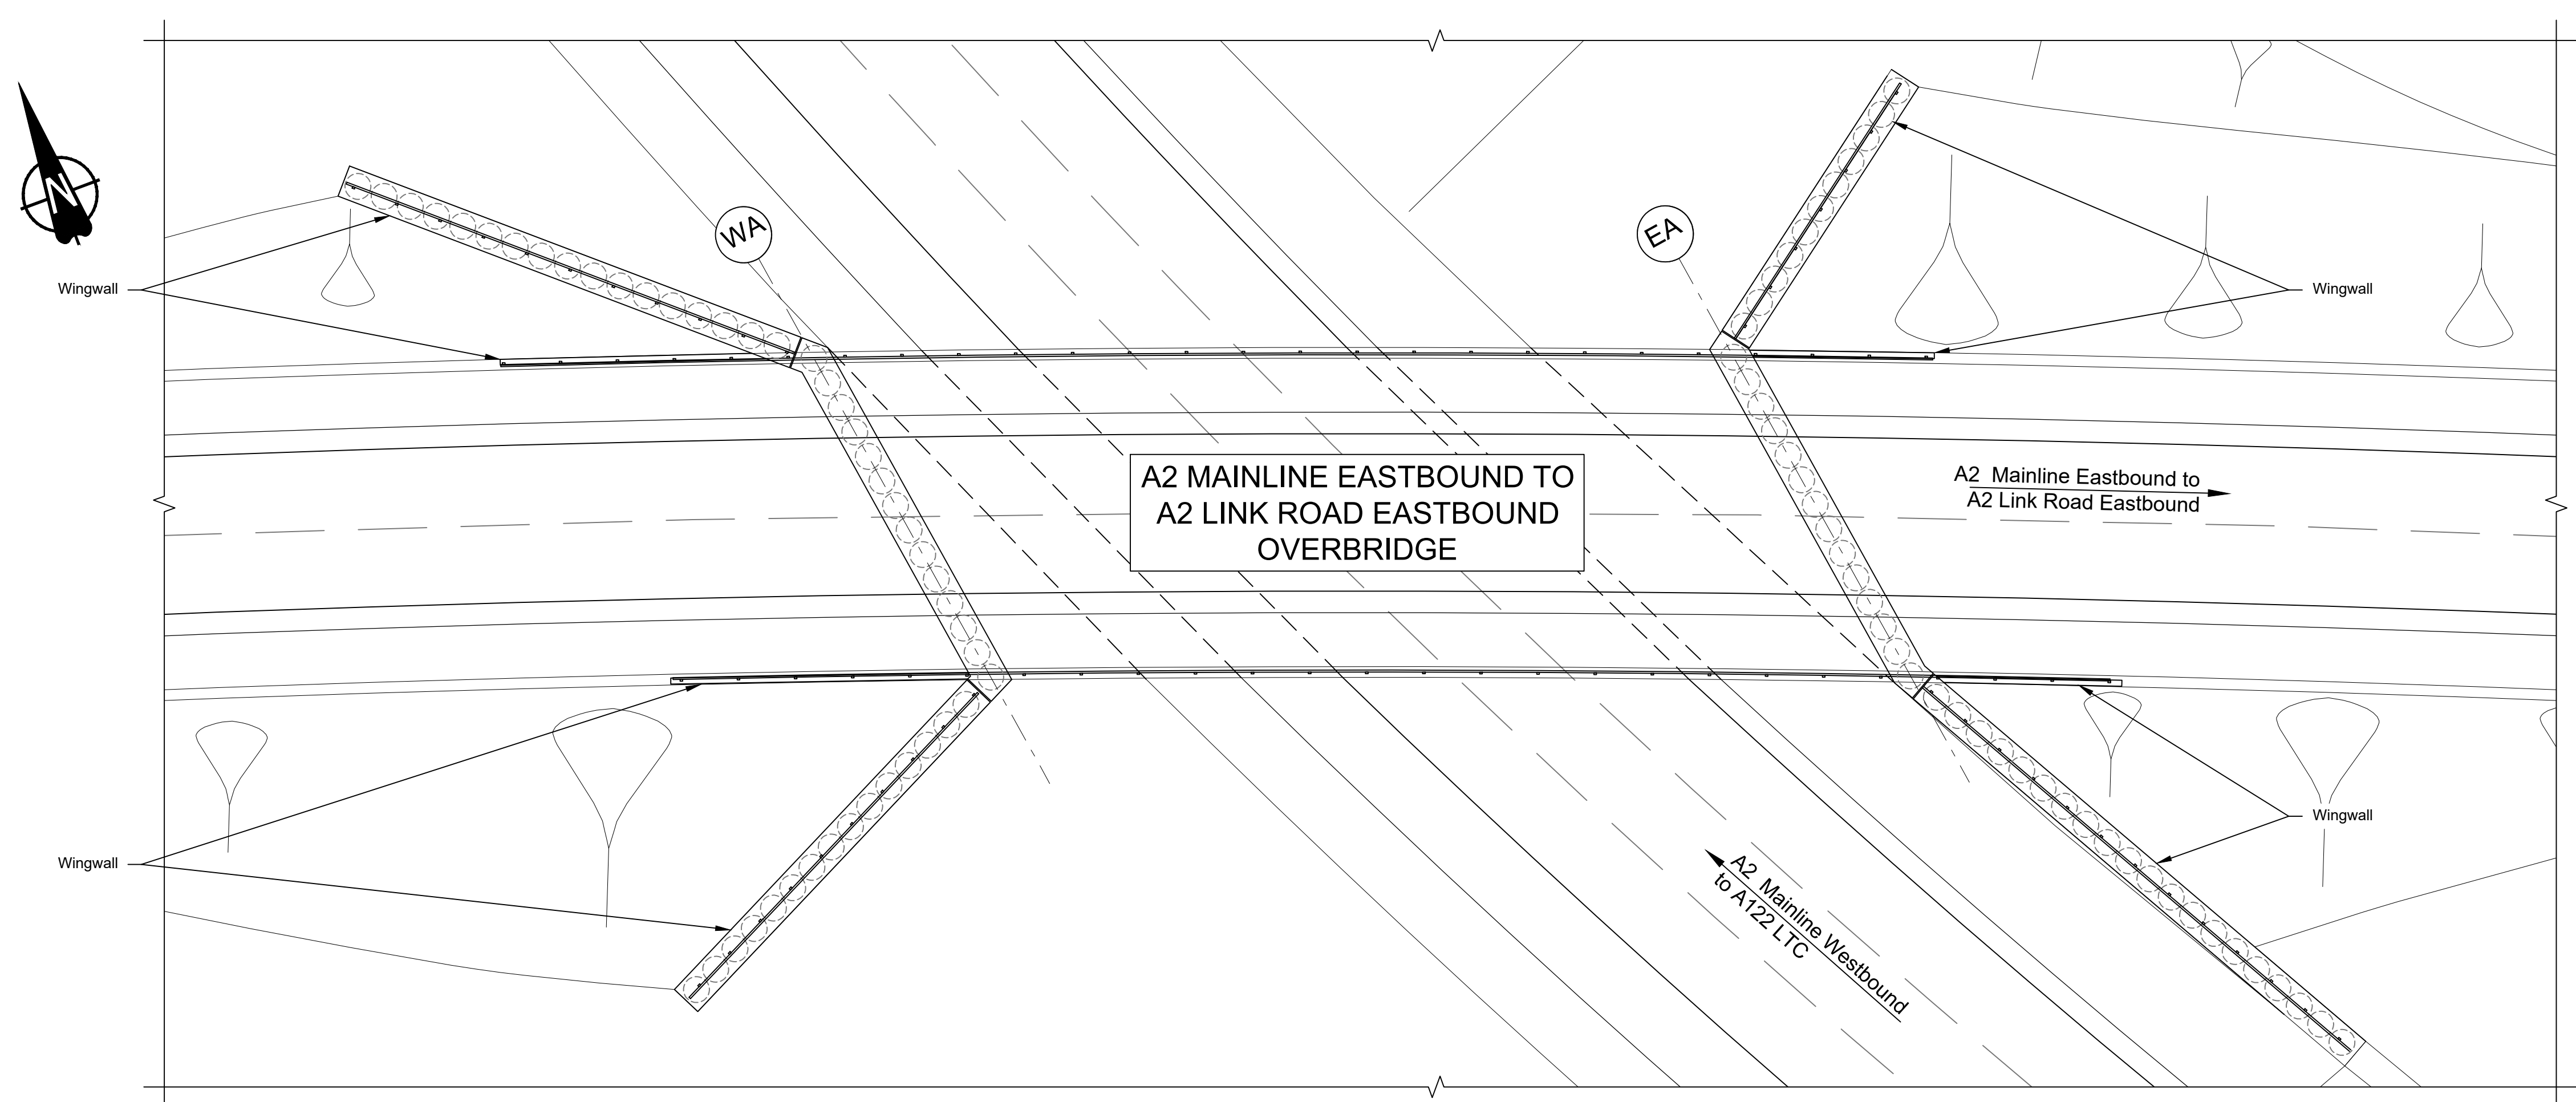 N
WA
EA
Wingwall
Wingwall
A2 MAINLINE EASTBOUND TO
A2 LINK ROAD EASTBOUND
OVERBRIDGE
A2 Mainline Eastbound to
A2 Link Road Eastbound
Wingwall
Wingwall
A2 Mainline Westbound
to A122 LTC